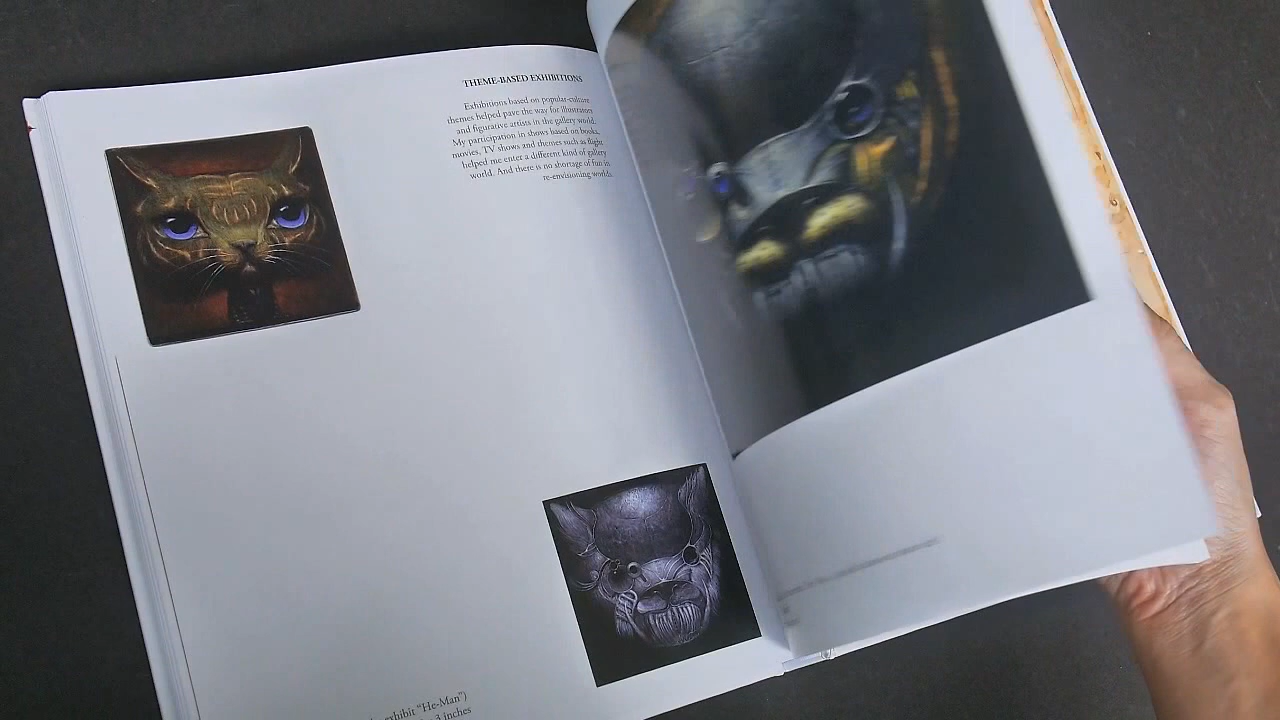 THEME-BASED EXHIBITIONS
Exhibitions based on popular-culture
themes helped pave the way for illustrators
and figurative artists in the gallery world.
My participation in shows based on books,
movies, TV shows and themes such as flight
helped me enter a different kind of gallery
world. And there is no shortage of fun in
re-envisioning worlds.
exhibit “He-Man”)
3 inches